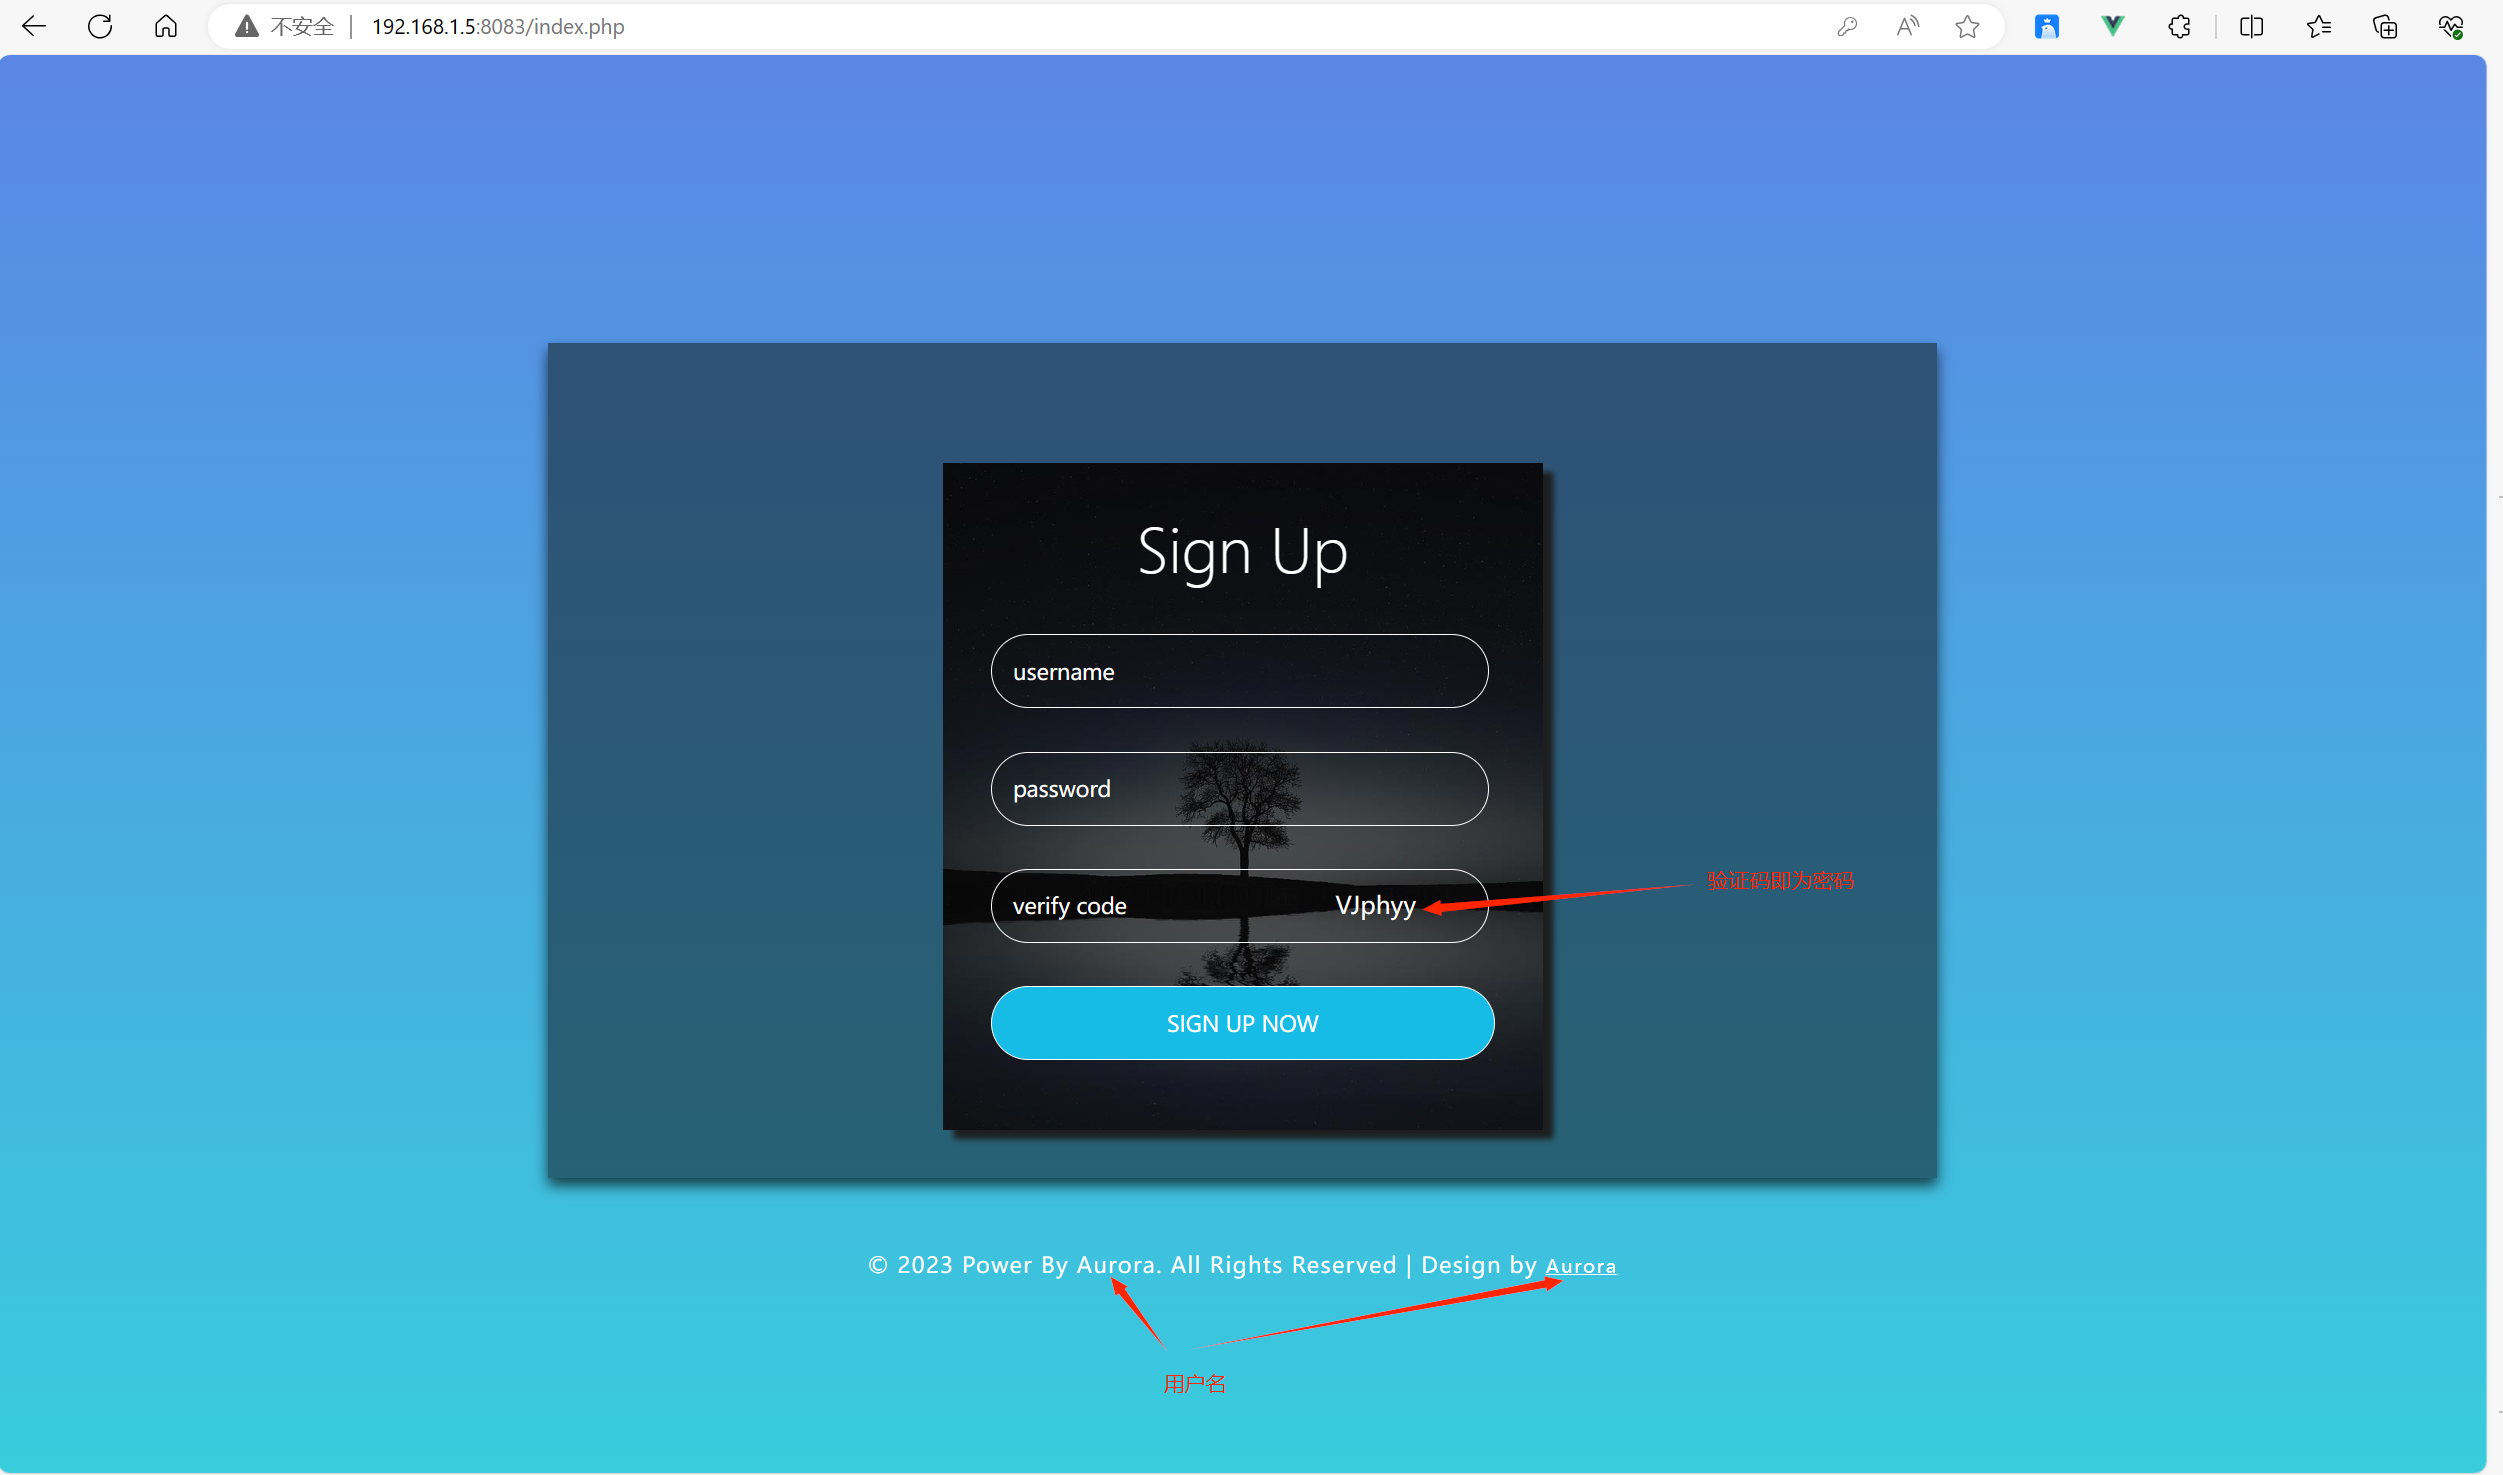 不安全 | 192.168.1.5:8083/index.php
Sign Up
username
password
验证码即为密码
verify code VJphyy
SIGN UP NOW
© 2023 Power By Aurora. All Rights Reserved | Design by Aurora
用户名